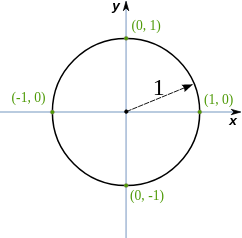 y
(0, 1)
1
(-1, 0)
(1, 0)
x
(0, -1)